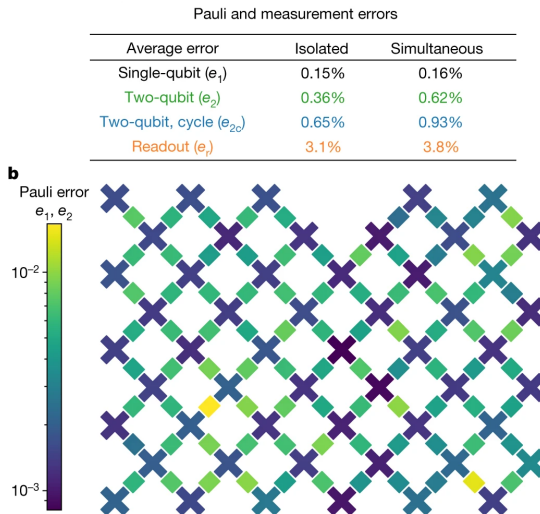 Pauli and measurement errors
Average error Isolated Simultaneous
Single-qubit (e₁) 0.15% 0.16%
Two-qubit (e₂) 0.36% 0.62%
Two-qubit, cycle (e₂c) 0.65% 0.93%
Readout (eᵣ) 3.1% 3.8%
b
Pauli error
e₁, e₂
10⁻²
10⁻³